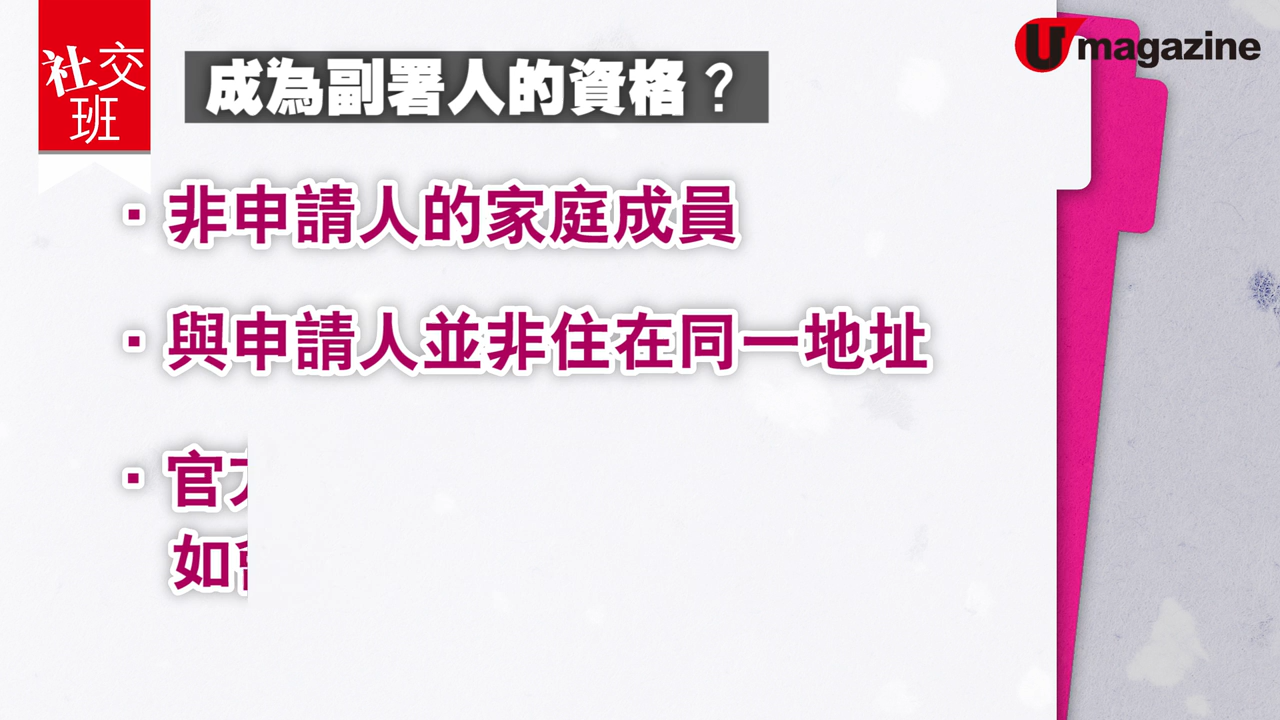 社交班
U magazine
成為副署人的資格？
·非申請人的家庭成員
·與申請人並非住在同一地址
·官
如